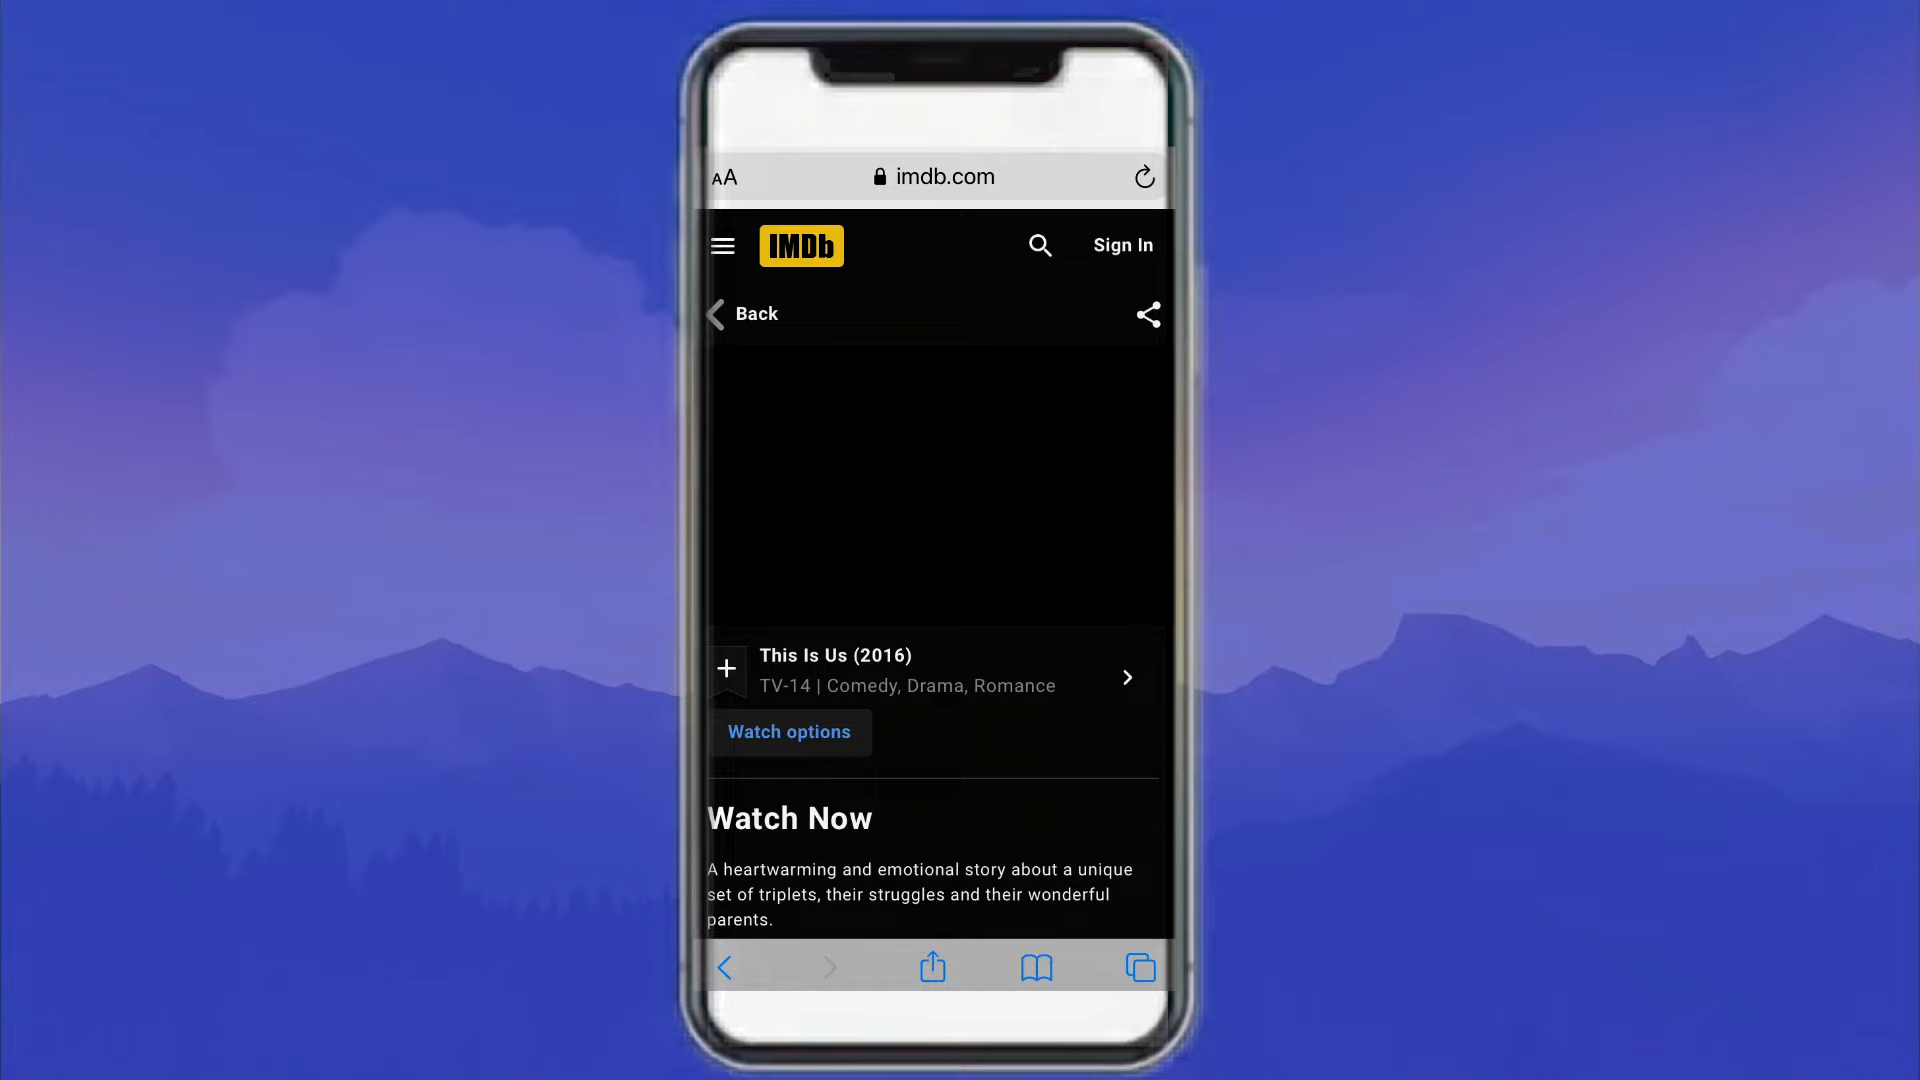 AA
imdb.com
IMDb
Sign In
Back
This Is Us (2016)
TV-14 | Comedy, Drama, Romance
Watch options
Watch Now
A heartwarming and emotional story about a unique
set of triplets, their struggles and their wonderful
parents.